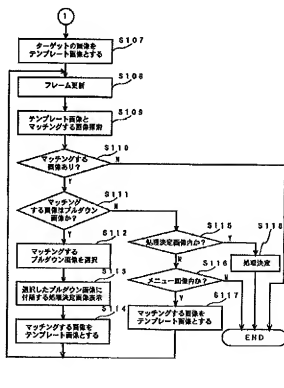 1
S107
ターゲットの画像を
テンプレート画像とする
S108
フレーム更新
S109
テンプレート画像と
マッチングする画像探索
S110
マッチングする
画像あり？
N
Y
S111
マッチング
する画像はプルダウン
画像か？
N
Y
S112
マッチングする
プルダウン画像を選択
S113
選択したプルダウン画像に
付随する処理決定画像表示
S114
マッチングする画像を
テンプレート画像とする
S115
処理決定画像内か？
Y
N
S116
メニュー画像内か？
N
Y
S117
マッチングする画像を
テンプレート画像とする
S118
処理決定
END